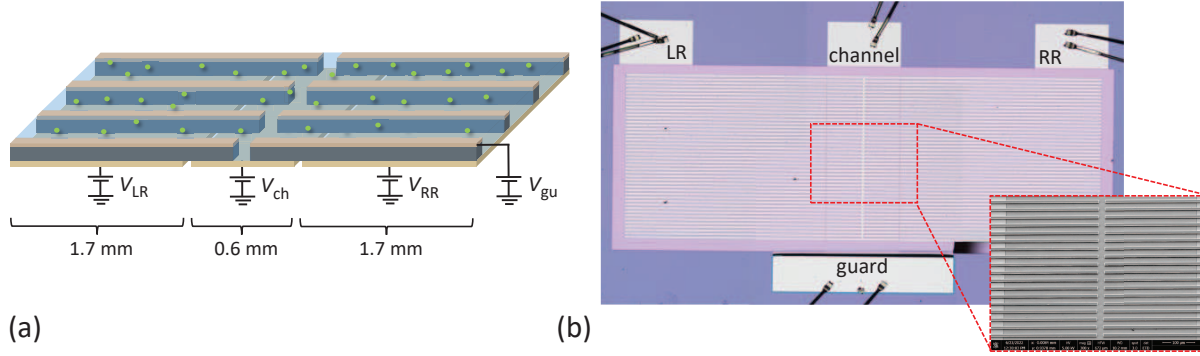 V_LR
V_ch
V_RR
V_gu
1.7 mm
0.6 mm
1.7 mm
(a)
LR
channel
RR
guard
(b)